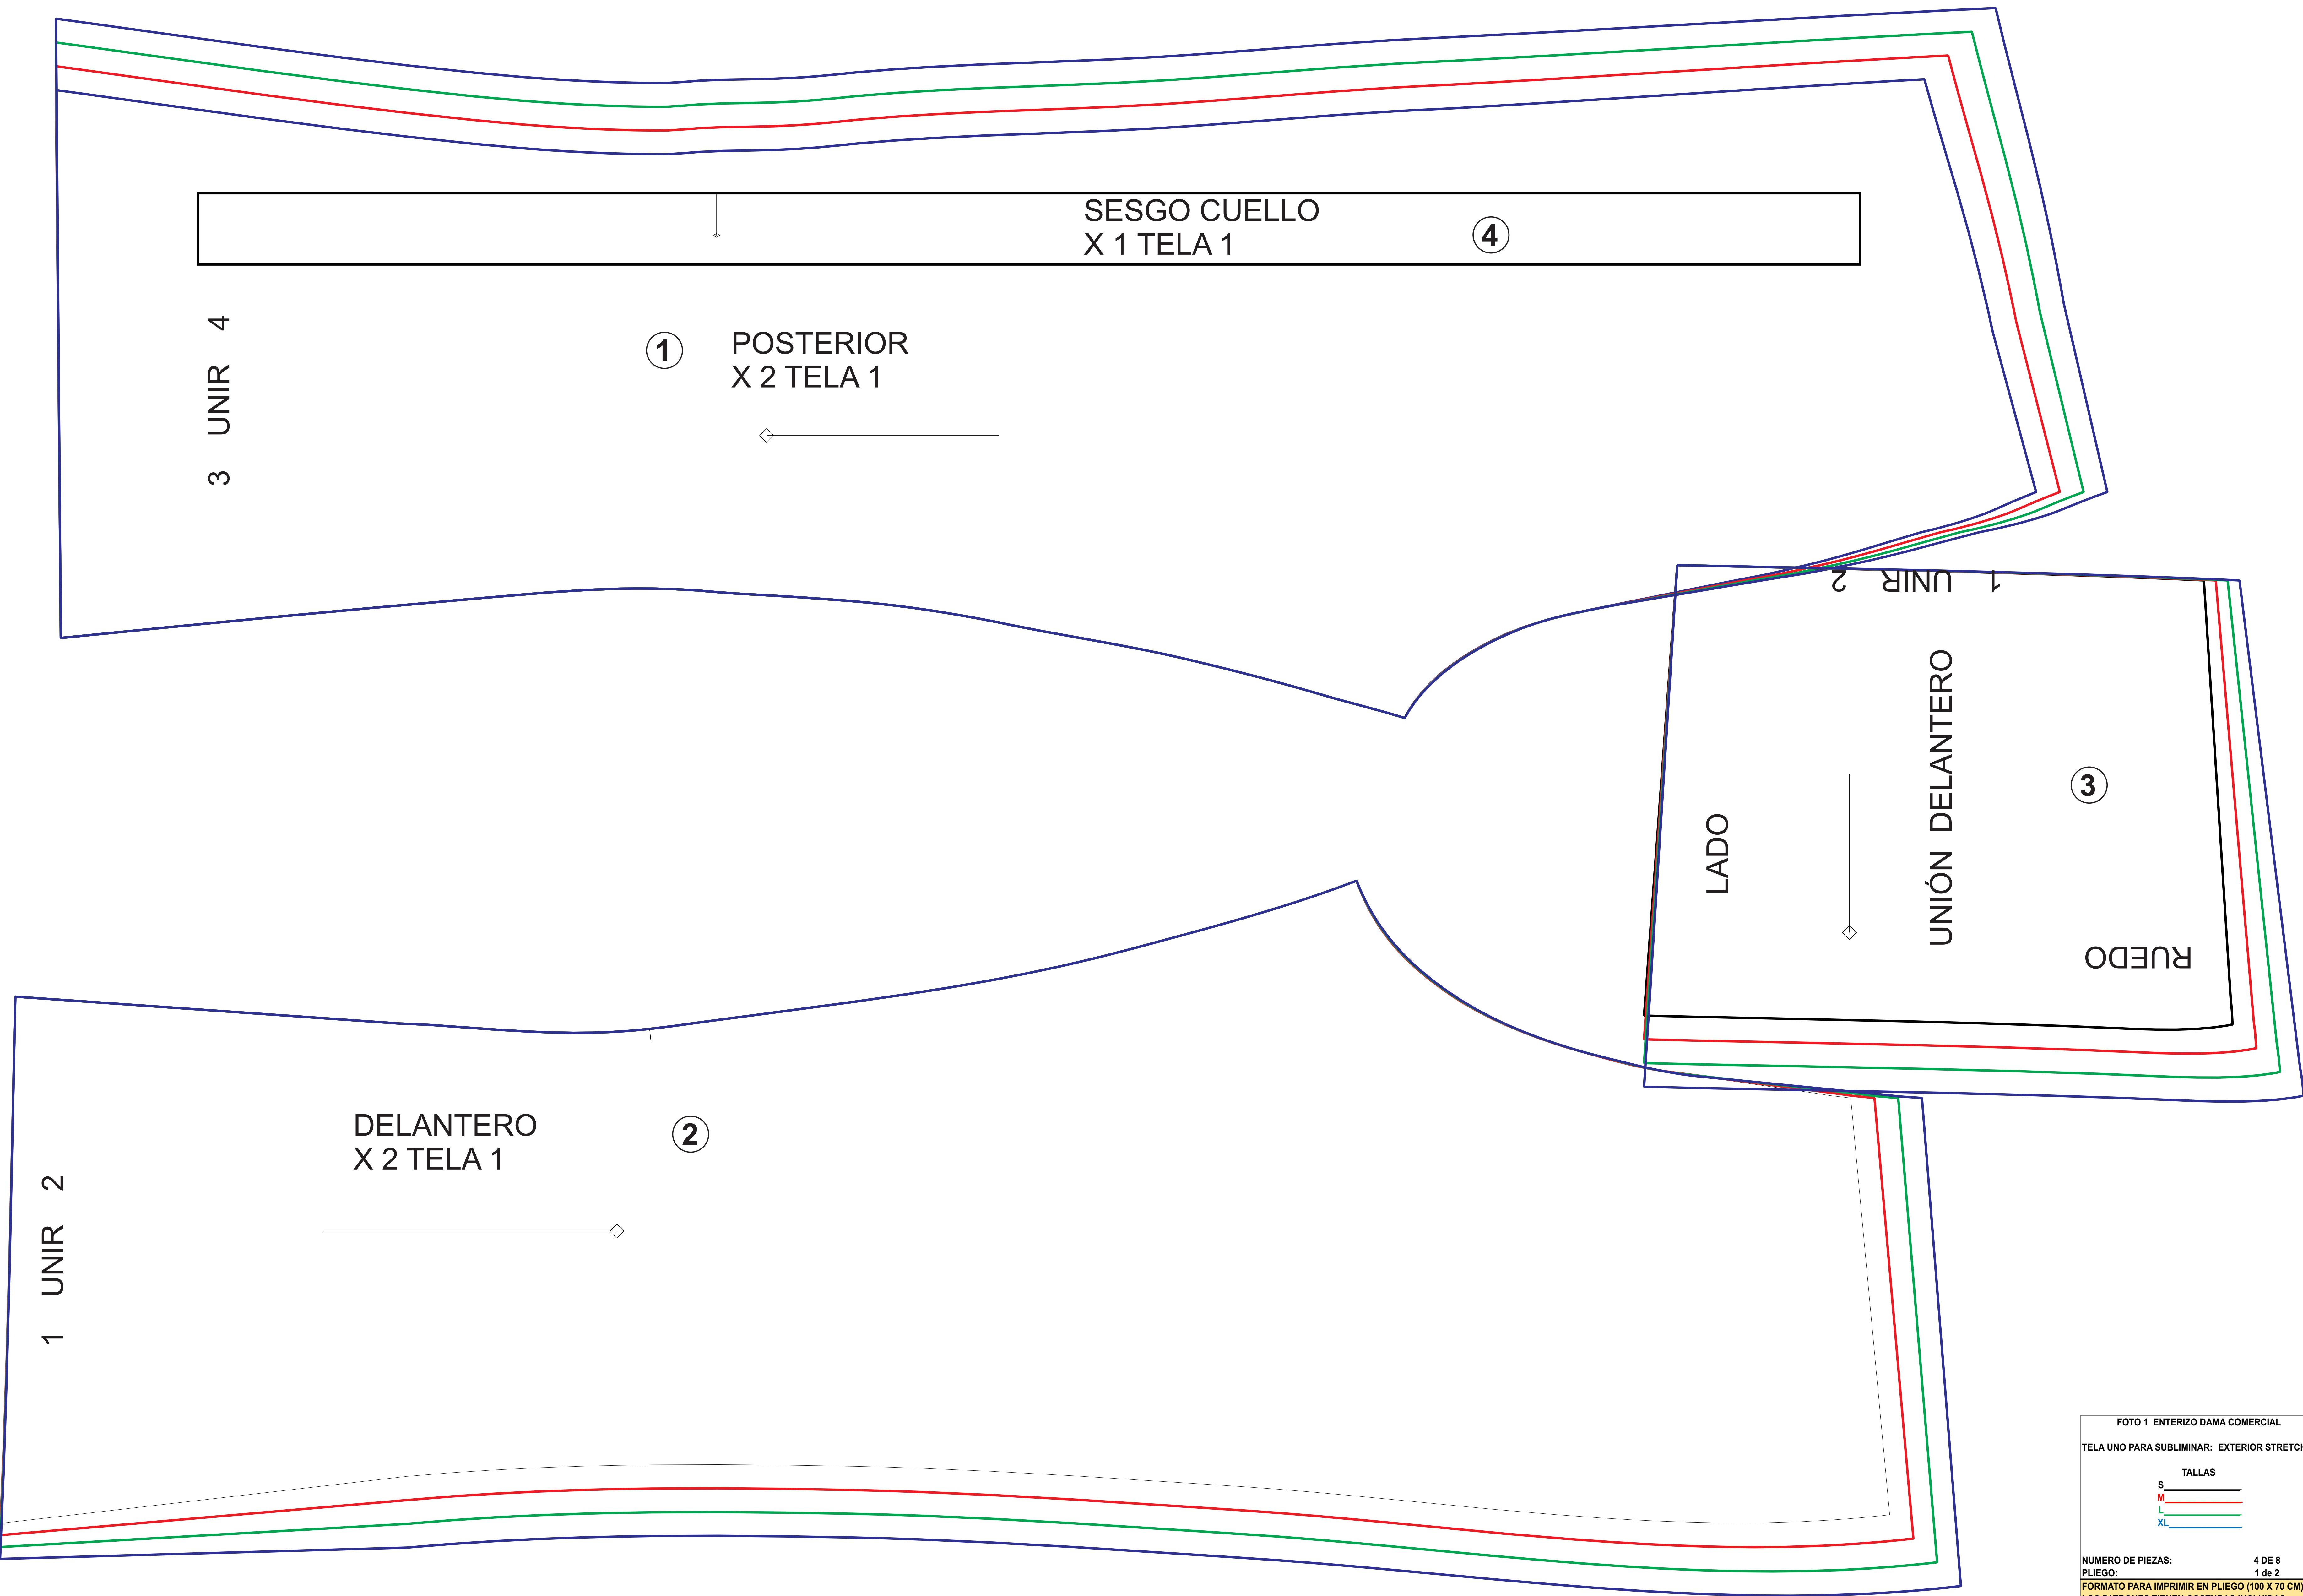 SESGO CUELLO
X 1 TELA 1
4
3 UNIR 4
1
POSTERIOR
X 2 TELA 1
1 UNIR 2
LADO
UNIÓN DELANTERO
3
RUEDO
DELANTERO
X 2 TELA 1
2
1 UNIR 2
FOTO 1 ENTERIZO DAMA COMERCIAL
TELA UNO PARA SUBLIMINAR: EXTERIOR STRETCH
TALLAS
S
M
L
XL
NUMERO DE PIEZAS: 4 DE 8
PLIEGO: 1 de 2
FORMATO PARA IMPRIMIR EN PLIEGO (100 X 70 CM)